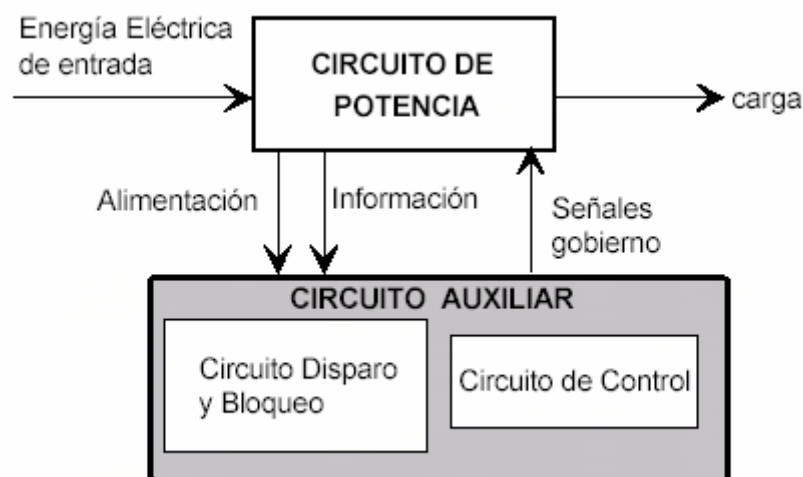 Energía Eléctrica
de entrada
CIRCUITO DE
POTENCIA
carga
Alimentación
Información
Señales
gobierno
CIRCUITO AUXILIAR
Circuito Disparo
y Bloqueo
Circuito de Control